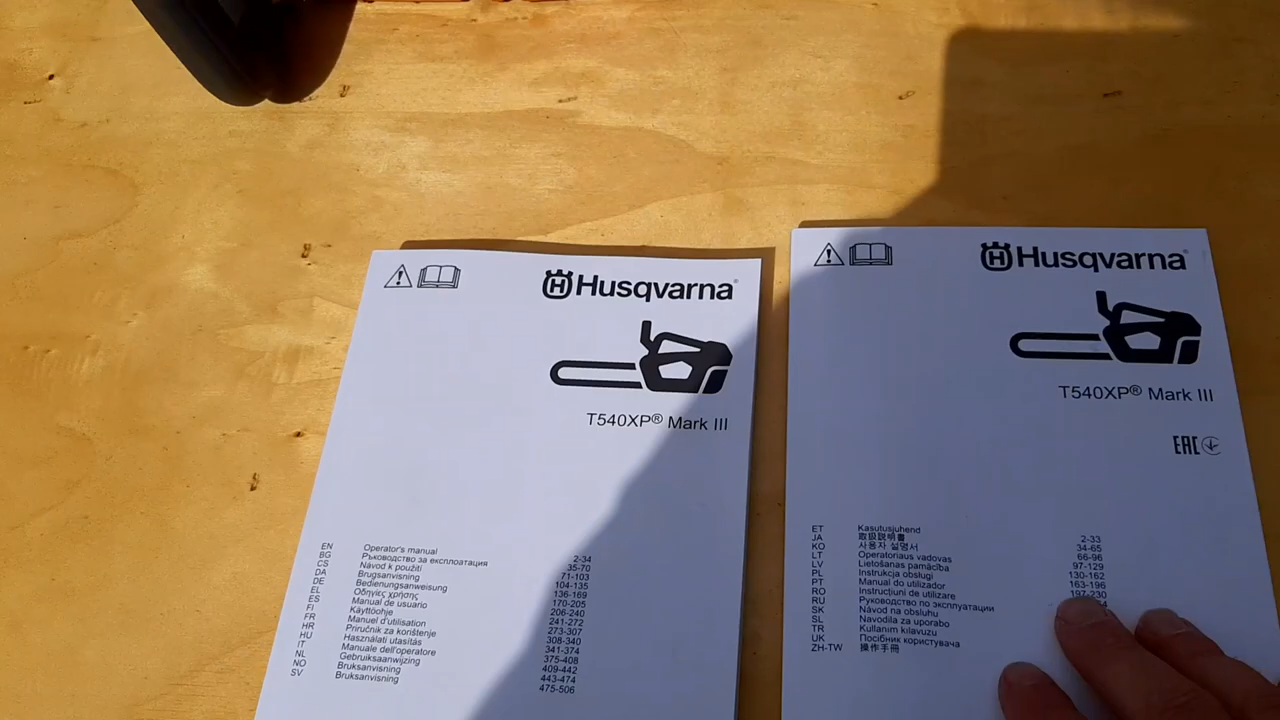 Husqvarna®
T540XP® Mark III
EN Operator's manual 2-34
BG Ръководство за експлоатация 35-70
CS Návod k použití 71-103
DA Brugsanvisning 104-135
DE Bedienungsanweisung 136-169
EL Οδηγίες χρήσης 170-205
ES Manual de usuario 206-240
FI Käyttöohje 241-272
FR Manuel d'utilisation 273-307
HR Priručnik za korištenje 308-340
HU Használati utasítás 341-374
IT Manuale dell'operatore 375-408
NL Gebruiksaanwijzing 409-442
NO Bruksanvisning 443-474
SV Bruksanvisning 475-506
Husqvarna®
T540XP® Mark III
EAC
ET Kasutusjuhend 2-33
JA 取扱説明書 34-65
KO 사용자 설명서 66-96
LT Operatoriaus vadovas 97-129
LV Lietošanas pamācība 130-162
PL Instrukcja obsługi 163-196
PT Manual do utilizador 197-230
RO Instrucțiuni de utilizare
RU Руководство по эксплуатации
SK Návod na obsluhu
SL Navodila za uporabo
TR Kullanım kılavuzu
UK Посібник користувача
ZH-TW 操作手冊